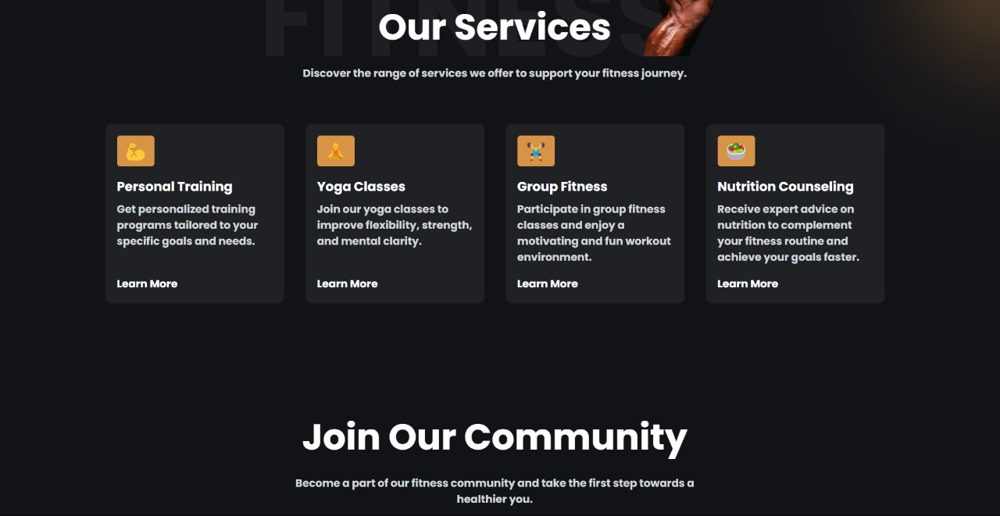 FITNESS
Our Services
Discover the range of services we offer to support your fitness journey.
Personal Training
Get personalized training
programs tailored to your
specific goals and needs.
Learn More
Yoga Classes
Join our yoga classes to
improve flexibility, strength,
and mental clarity.
Learn More
Group Fitness
Participate in group fitness
classes and enjoy a
motivating and fun workout
environment.
Learn More
Nutrition Counseling
Receive expert advice on
nutrition to complement
your fitness routine and
achieve your goals faster.
Learn More
Join Our Community
Become a part of our fitness community and take the first step towards a
healthier you.